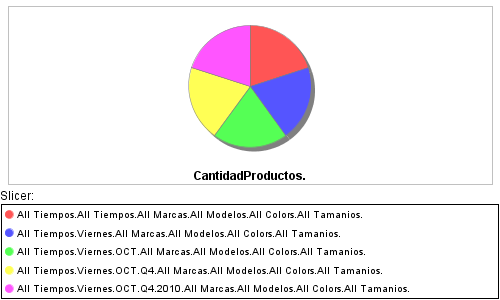 CantidadProductos.
Slicer:
All Tiempos.All Tiempos.All Marcas.All Modelos.All Colors.All Tamanios.
All Tiempos.Viernes.All Marcas.All Modelos.All Colors.All Tamanios.
All Tiempos.Viernes.OCT.All Marcas.All Modelos.All Colors.All Tamanios.
All Tiempos.Viernes.OCT.Q4.All Marcas.All Modelos.All Colors.All Tamanios.
All Tiempos.Viernes.OCT.Q4.2010.All Marcas.All Modelos.All Colors.All Tamanios.